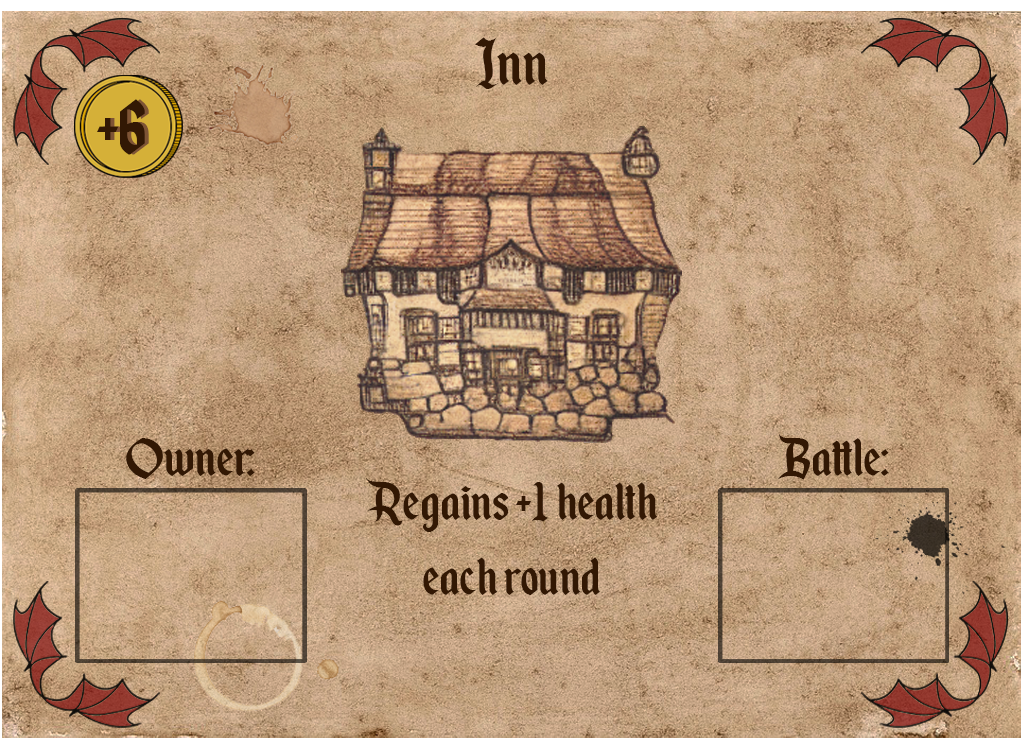 Inn
+6
Owner:
Battle:
Regains +1 health
each round